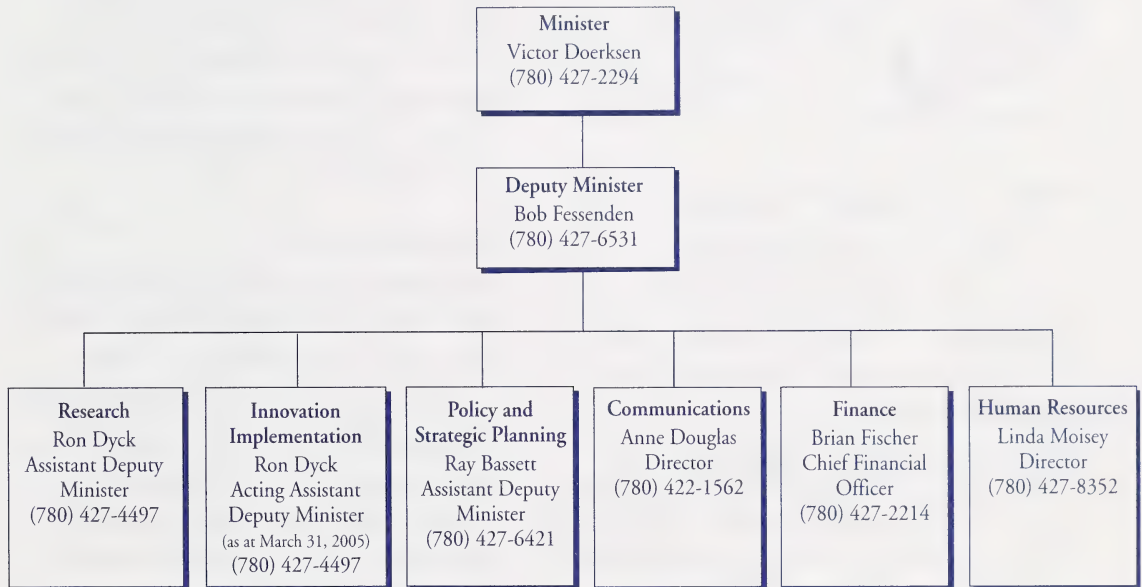 Minister
Victor Doerksen
(780) 427-2294
Deputy Minister
Bob Fessenden
(780) 427-6531
Research
Ron Dyck
Assistant Deputy
Minister
(780) 427-4497
Innovation
Implementation
Ron Dyck
Acting Assistant
Deputy Minister
(as at March 31, 2005)
(780) 427-4497
Policy and
Strategic Planning
Ray Bassett
Assistant Deputy
Minister
(780) 427-6421
Communications
Anne Douglas
Director
(780) 422-1562
Finance
Brian Fischer
Chief Financial
Officer
(780) 427-2214
Human Resources
Linda Moisey
Director
(780) 427-8352